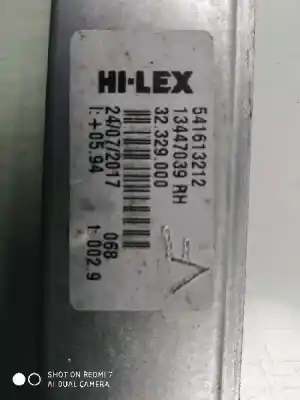 HI-LEX
541613212
13447039 RH
32.329.000
24/07/2017
I:+05.94
068
1 002.9
SHOT ON REDMI 7
AI DUAL CAMERA